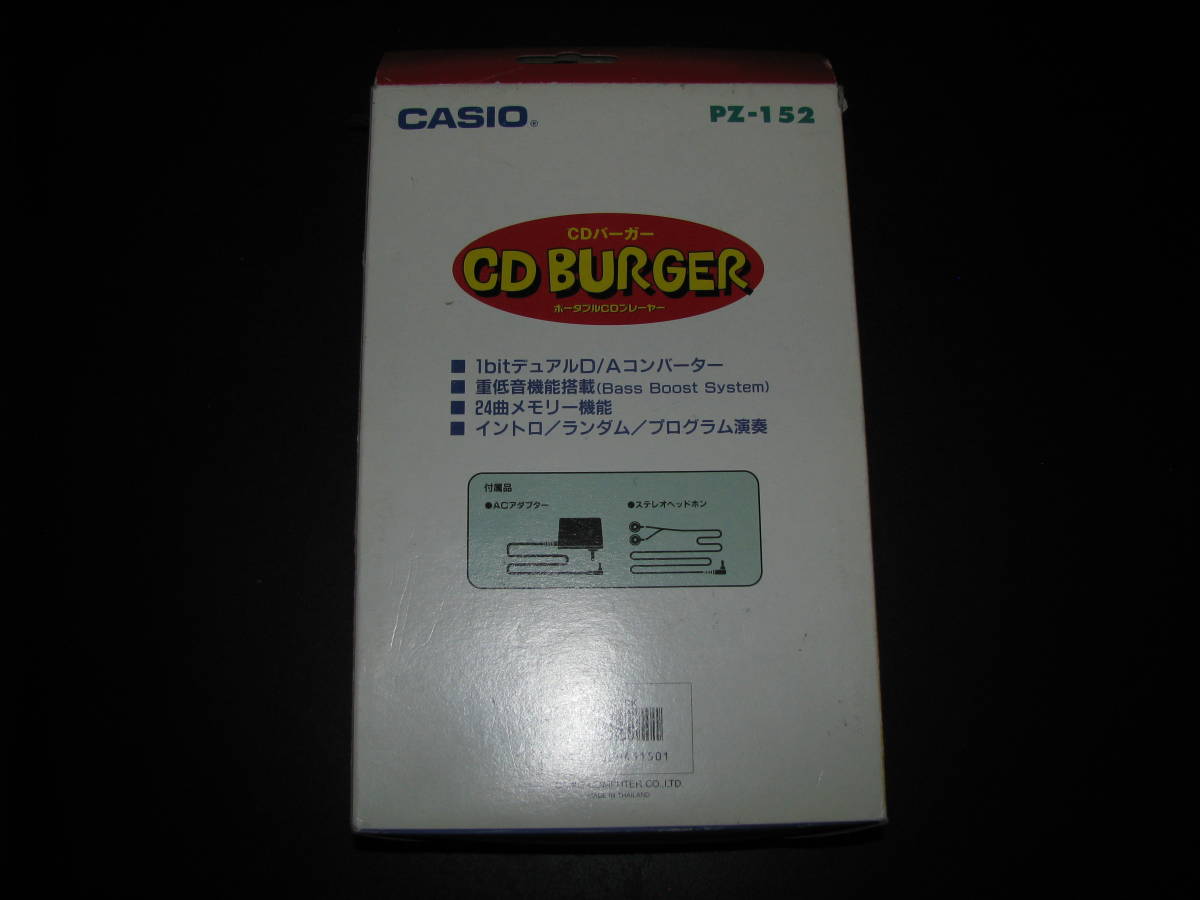 CASIO®
PZ-152
CDバーガー
CD BURGER
ポータブルCDプレーヤー
■ 1bitデュアルD/Aコンバーター
■ 重低音機能搭載(Bass Boost System)
■ 24曲メモリー機能
■ イントロ/ランダム/プログラム演奏
付属品
●ACアダプター
●ステレオヘッドホン
COMPUTER CO.,LTD.
MADE IN THAILAND